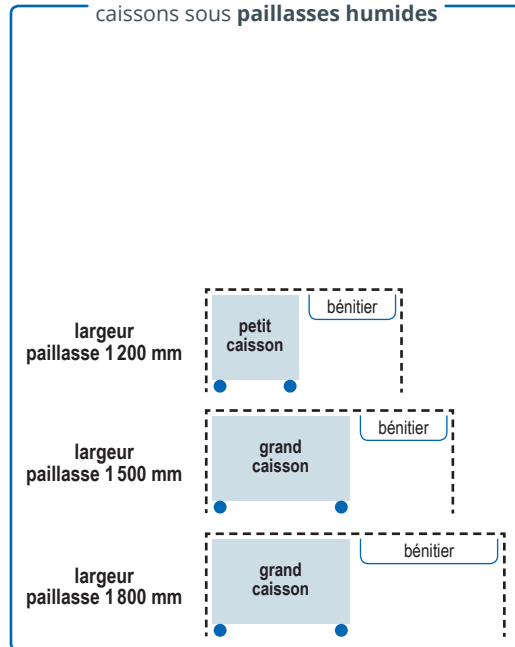 caissons sous paillasses humides
largeur
paillasse 1 200 mm
petit
caisson
bénitier
largeur
paillasse 1 500 mm
grand
caisson
bénitier
largeur
paillasse 1 800 mm
grand
caisson
bénitier